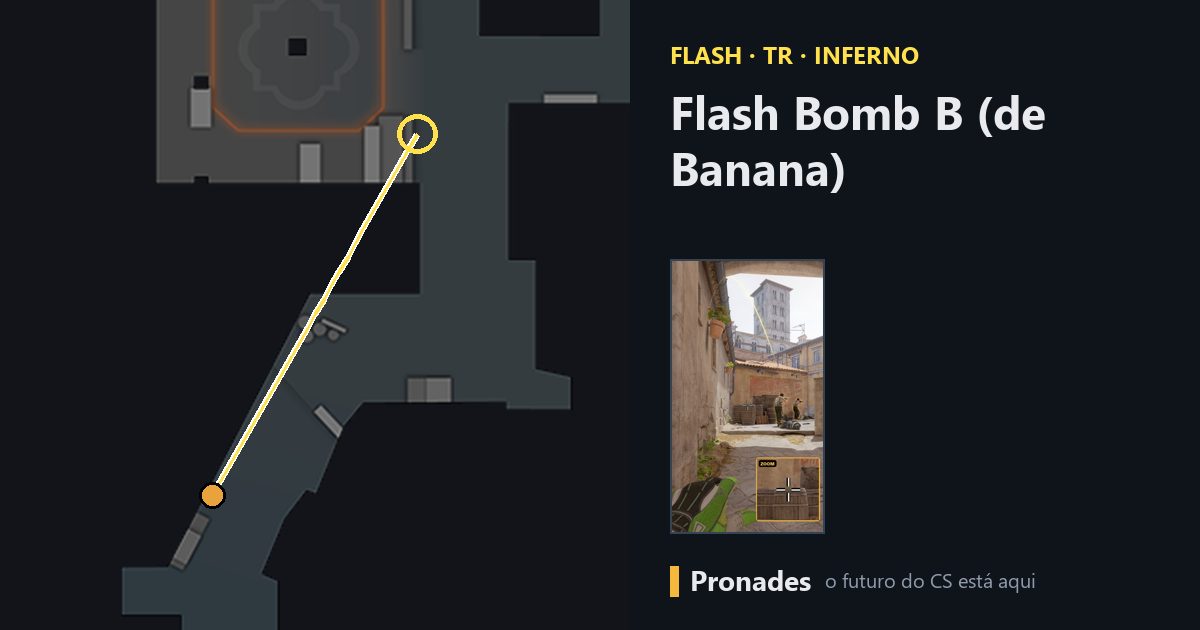 FLASH · TR · INFERNO
Flash Bomb B (de
Banana)
ZOOM
Pronades o futuro do CS está aqui